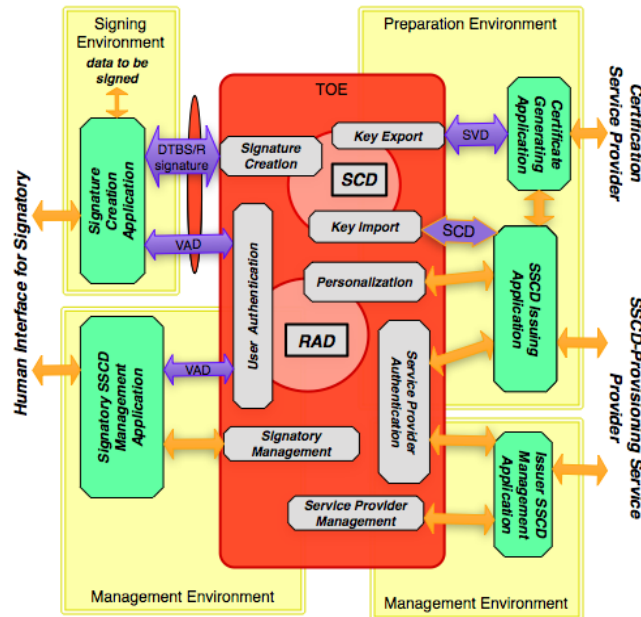 Signing
Environment
data to be
signed
Preparation Environment
TOE
Certification
Service Provider
Certificate
Generating
Application
SVD
Key Export
DTBS/R
signature
Signature
Creation
SCD
Signature
Creation
Application
Human Interface for Signatory
VAD
Key Import
SCD
SSCD Issuing
Application
Personalization
User Authentication
RAD
Service Provider
Authentication
SSCD-Provisioning Service
Provider
Signatory SSCD
Management
Application
VAD
Signatory
Management
Issuer SSCD
Management
Application
Service Provider
Management
Management Environment
Management Environment